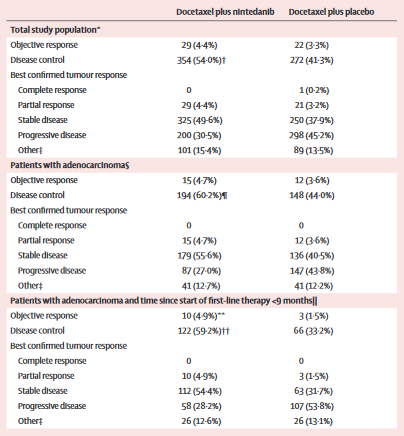 Docetaxel plus nintedanib Docetaxel plus placebo
Total study population*
Objective response 29 (4·4%) 22 (3·3%)
Disease control 354 (54·0%)† 272 (41·3%)
Best confirmed tumour response
Complete response 0 1 (0·2%)
Partial response 29 (4·4%) 21 (3·2%)
Stable disease 325 (49·6%) 250 (37·9%)
Progressive disease 200 (30·5%) 298 (45·2%)
Other‡ 101 (15·4%) 89 (13·5%)
Patients with adenocarcinoma§
Objective response 15 (4·7%) 12 (3·6%)
Disease control 194 (60·2%)¶ 148 (44·0%)
Best confirmed tumour response
Complete response 0 0
Partial response 15 (4·7%) 12 (3·6%)
Stable disease 179 (55·6%) 136 (40·5%)
Progressive disease 87 (27·0%) 147 (43·8%)
Other‡ 41 (12·7%) 41 (12·2%)
Patients with adenocarcinoma and time since start of first-line therapy <9 months||
Objective response 10 (4·9%)** 3 (1·5%)
Disease control 122 (59·2%)†† 66 (33·2%)
Best confirmed tumour response
Complete response 0 0
Partial response 10 (4·9%) 3 (1·5%)
Stable disease 112 (54·4%) 63 (31·7%)
Progressive disease 58 (28·2%) 107 (53·8%)
Other‡ 26 (12·6%) 26 (13·1%)